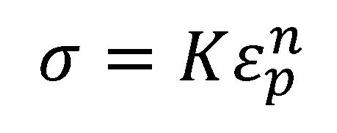 σ = Kε_p^n